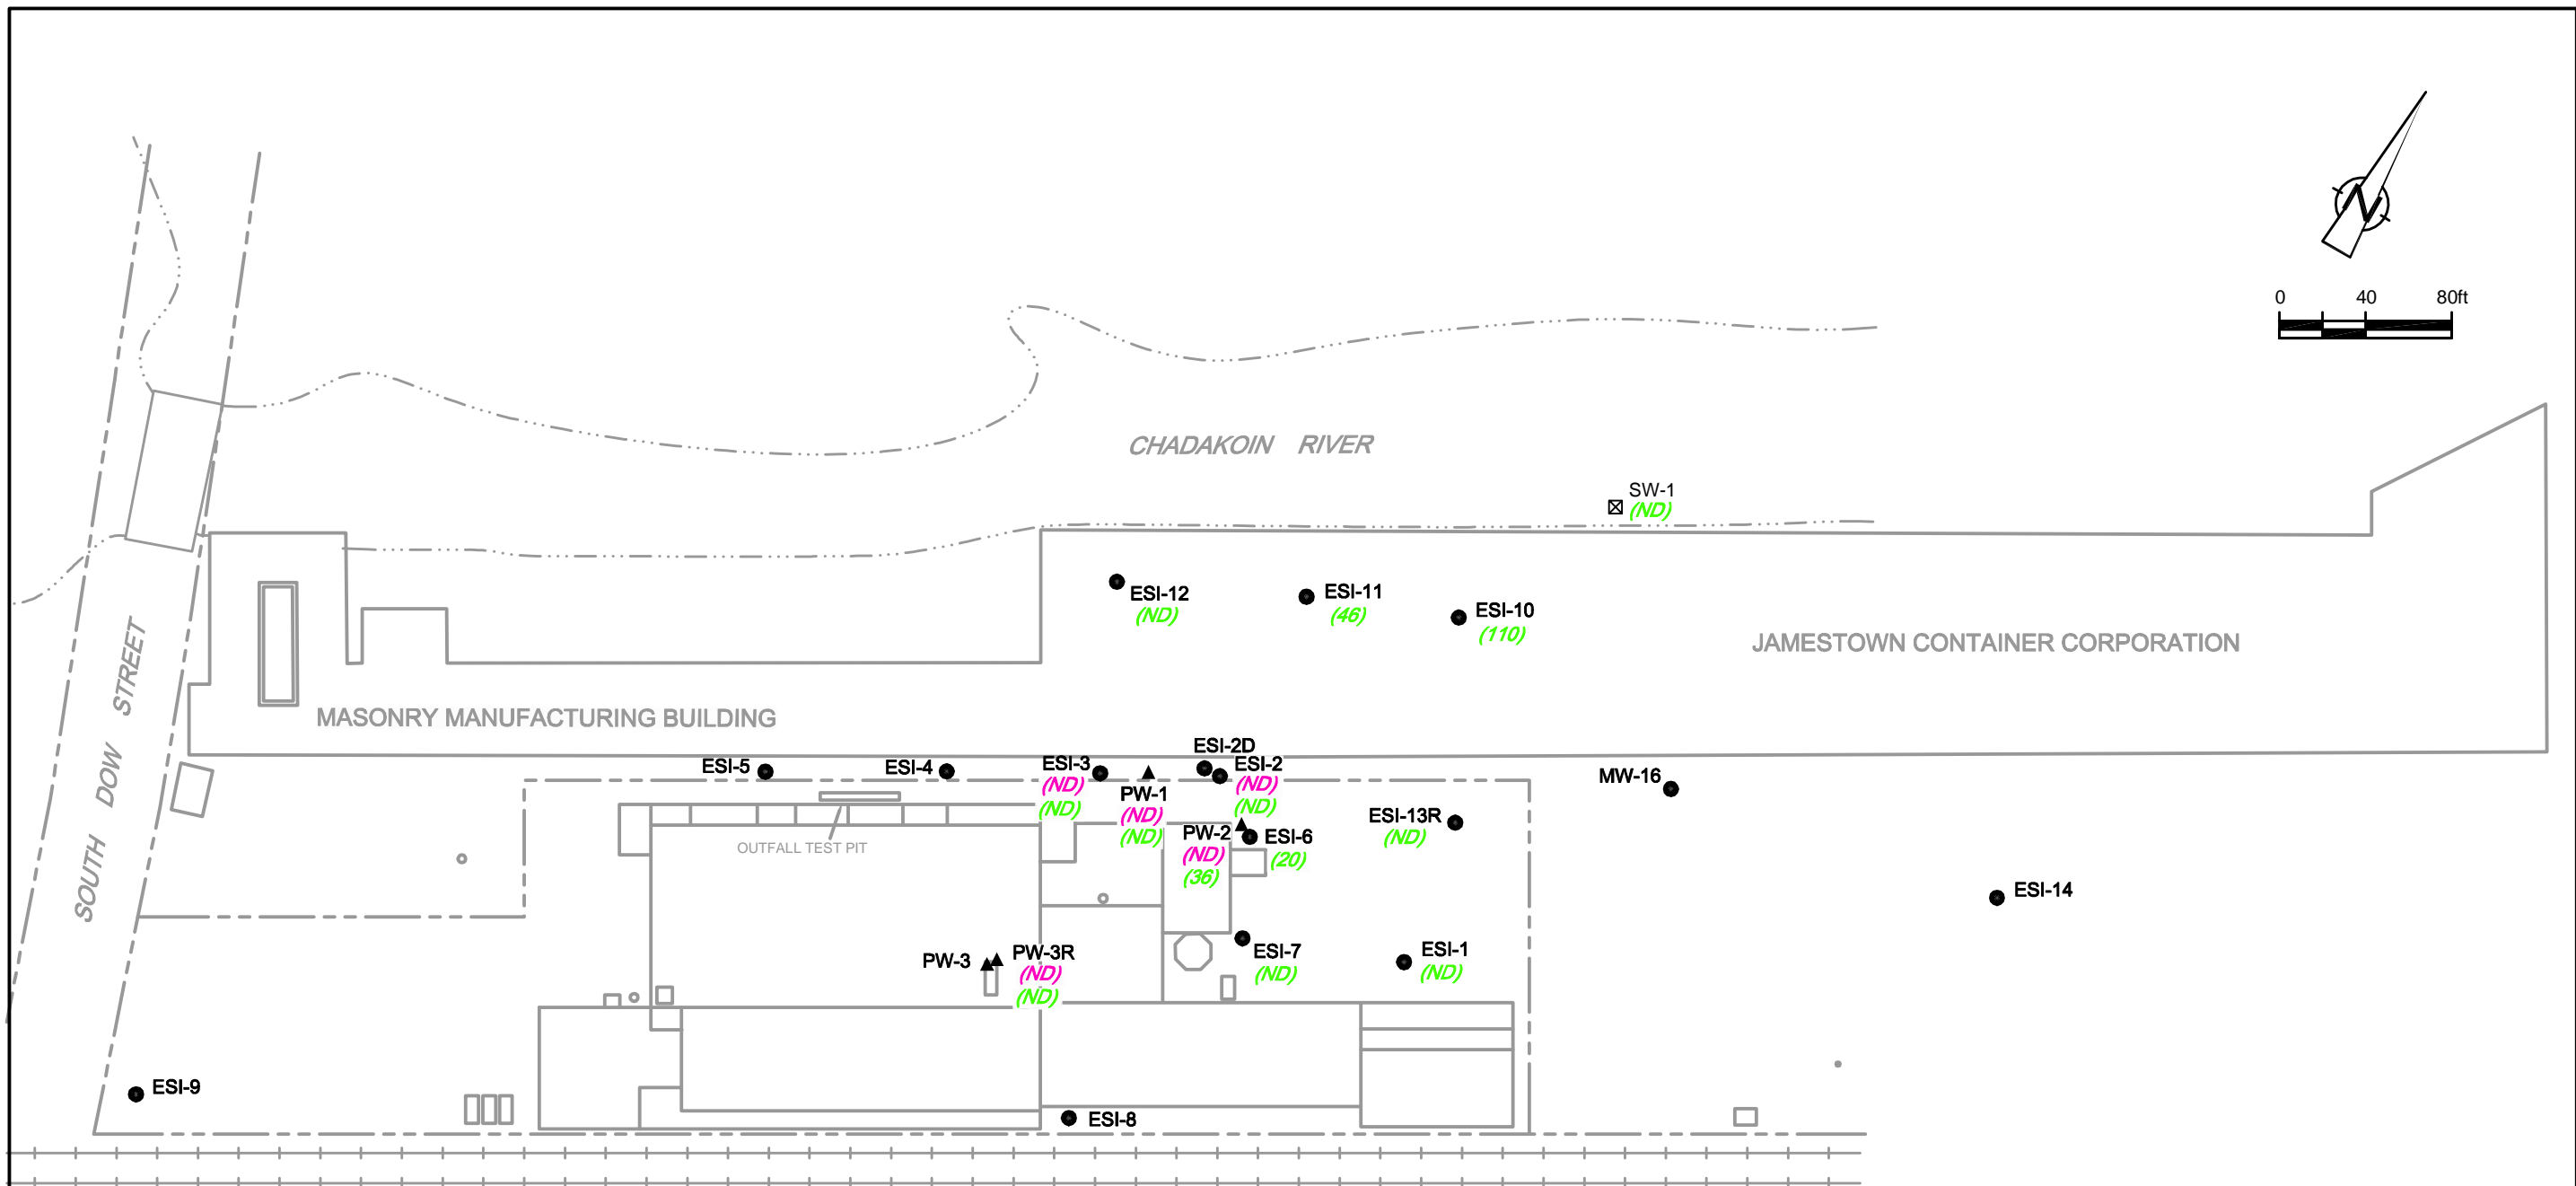 N
0 40 80ft
CHADAKOIN RIVER
SW-1
(ND)
ESI-12
(ND)
ESI-11
(46)
ESI-10
(110)
JAMESTOWN CONTAINER CORPORATION
SOUTH DOW STREET
MASONRY MANUFACTURING BUILDING
ESI-5
ESI-4
ESI-3
(ND)
(ND)
PW-1
(ND)
(ND)
ESI-2D
ESI-2
(ND)
(ND)
PW-2
(ND)
(36)
ESI-6
(20)
MW-16
ESI-13R
(ND)
OUTFALL TEST PIT
ESI-14
PW-3
PW-3R
(ND)
(ND)
ESI-7
(ND)
ESI-1
(ND)
ESI-9
ESI-8